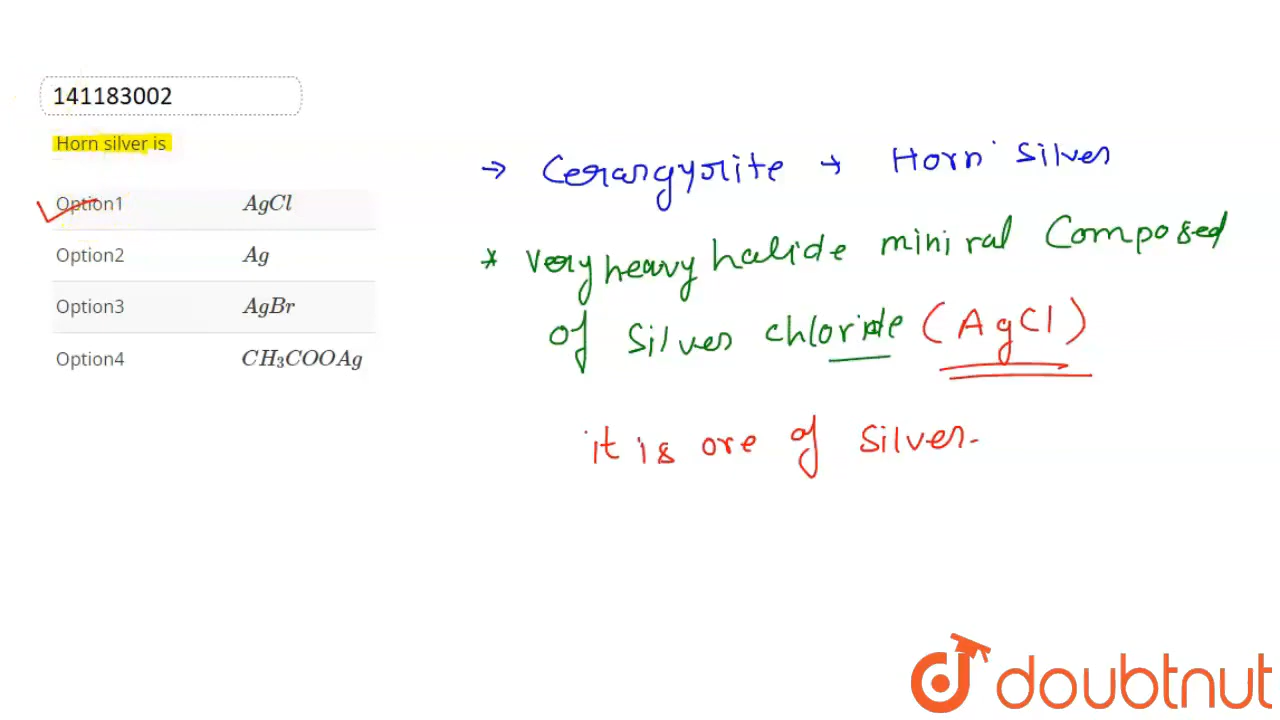 141183002
Horn silver is
Option1 AgCl
Option2 Ag
Option3 AgBr
Option4 CH₃COOAg
→ Cerargyrite → Horn Silver
* Very heavy halide miniral Composed
of Silver chloride (AgCl)
it is ore of Silver.
doubtnut